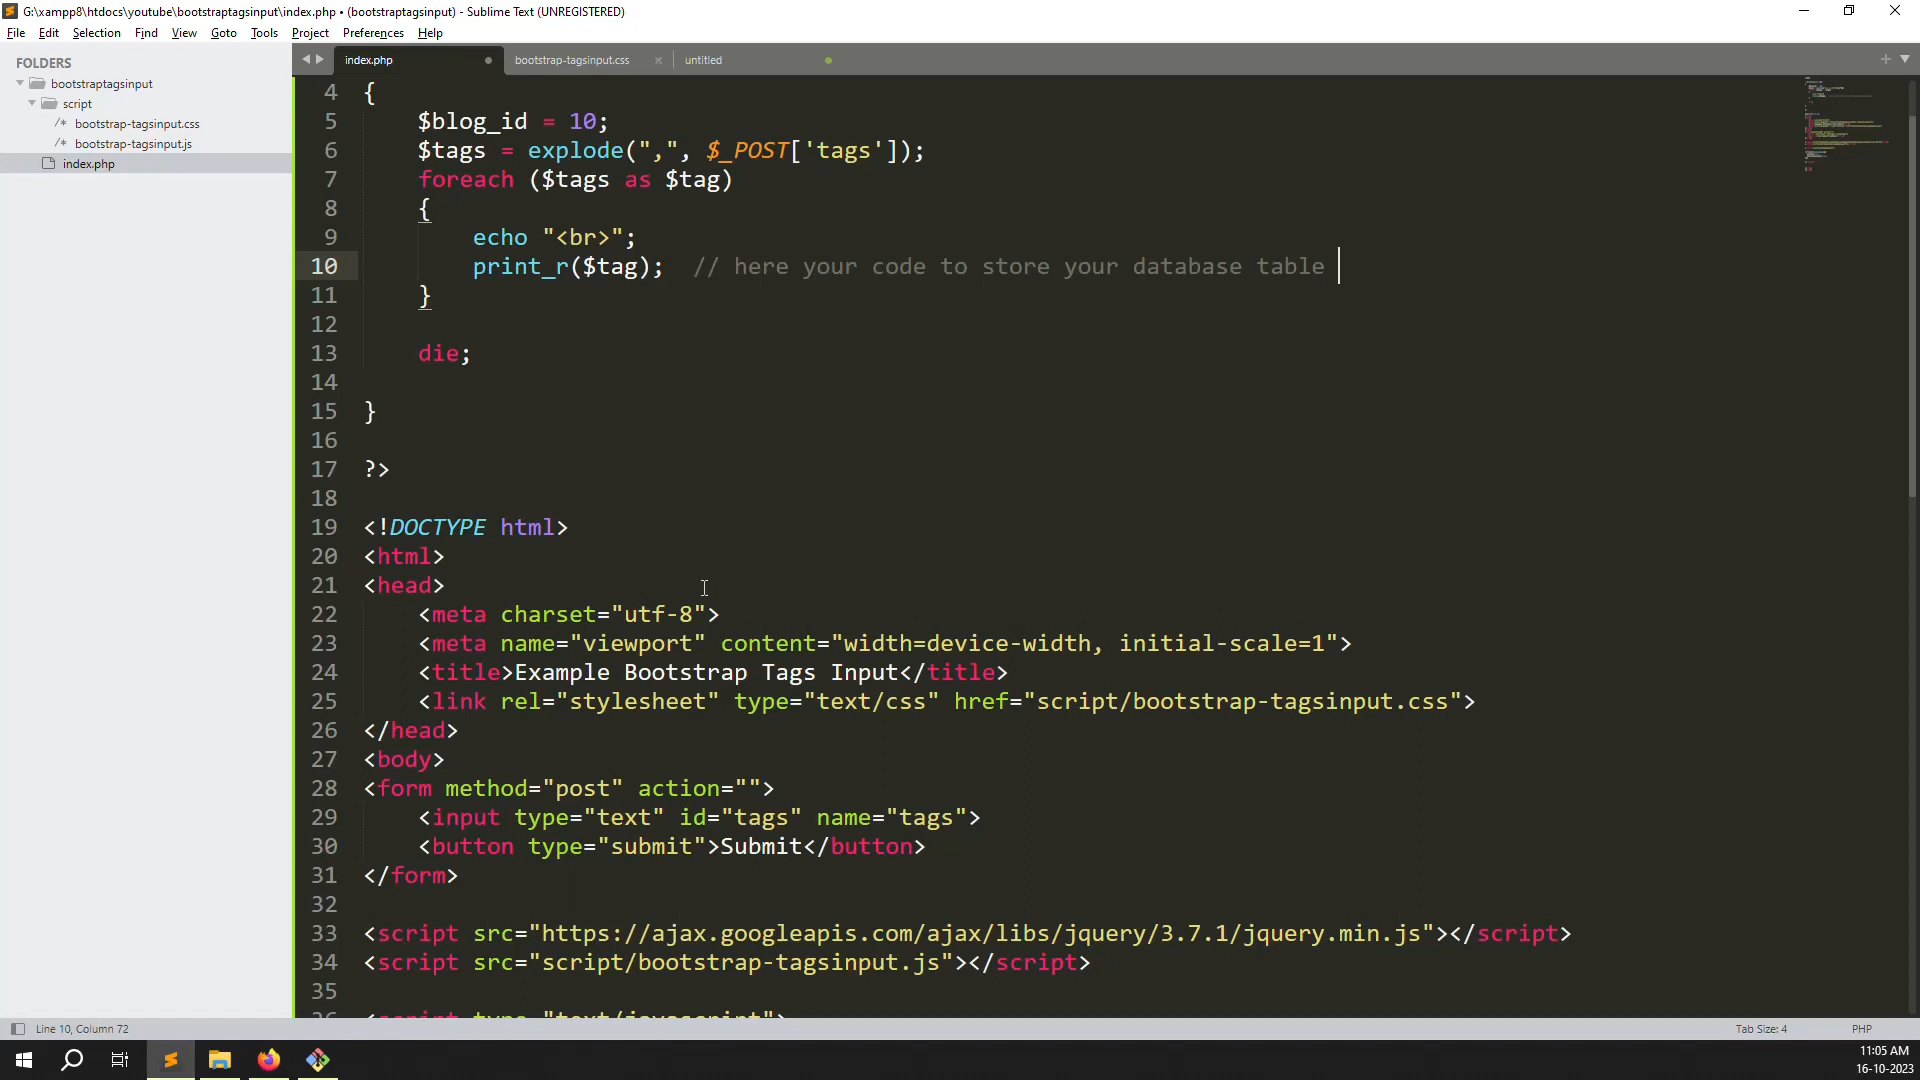 G:\xampp8\htdocs\youtube\bootstraptagsinput\index.php • (bootstraptagsinput) - Sublime Text (UNREGISTERED)
File Edit Selection Find View Goto Tools Project Preferences Help
FOLDERS
bootstraptagsinput
script
/* bootstrap-tagsinput.css
/* bootstrap-tagsinput.js
index.php
index.php bootstrap-tagsinput.css untitled
4 {
5 $blog_id = 10;
6 $tags = explode(",", $_POST['tags']);
7 foreach ($tags as $tag)
8 {
9 echo "<br>";
10 print_r($tag);  // here your code to store your database table
11 }
12
13 die;
14
15 }
16
17 ?>
18
19 <!DOCTYPE html>
20 <html>
21 <head>
22 <meta charset="utf-8">
23 <meta name="viewport" content="width=device-width, initial-scale=1">
24 <title>Example Bootstrap Tags Input</title>
25 <link rel="stylesheet" type="text/css" href="script/bootstrap-tagsinput.css">
26 </head>
27 <body>
28 <form method="post" action="">
29 <input type="text" id="tags" name="tags">
30 <button type="submit">Submit</button>
31 </form>
32
33 <script src="https://ajax.googleapis.com/ajax/libs/jquery/3.7.1/jquery.min.js"></script>
34 <script src="script/bootstrap-tagsinput.js"></script>
35
36 <script type="text/javascript">
Line 10, Column 72
Tab Size: 4 PHP
11:05 AM
16-10-2023